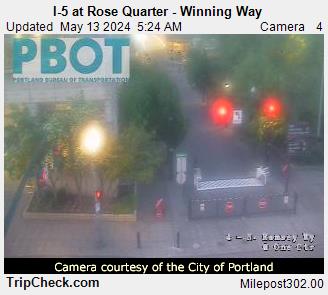 I-5 at Rose Quarter - Winning Way
Updated May 13 2024 5:24 AM Camera 4
PBOT
PORTLAND BUREAU OF TRANSPORTATION
Camera courtesy of the City of Portland
TripCheck.com Milepost302.00